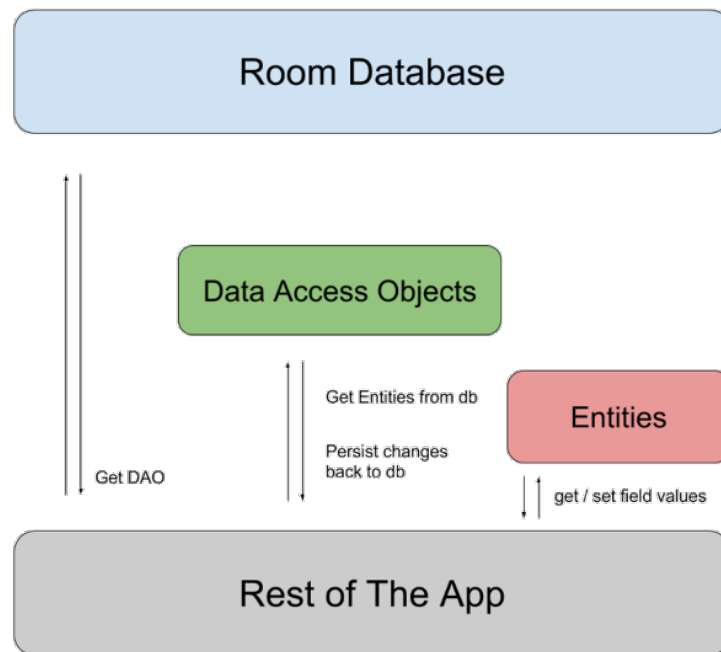 Room Database
Data Access Objects
Get Entities from db
Entities
Persist changes
back to db
Get DAO
get / set field values
Rest of The App